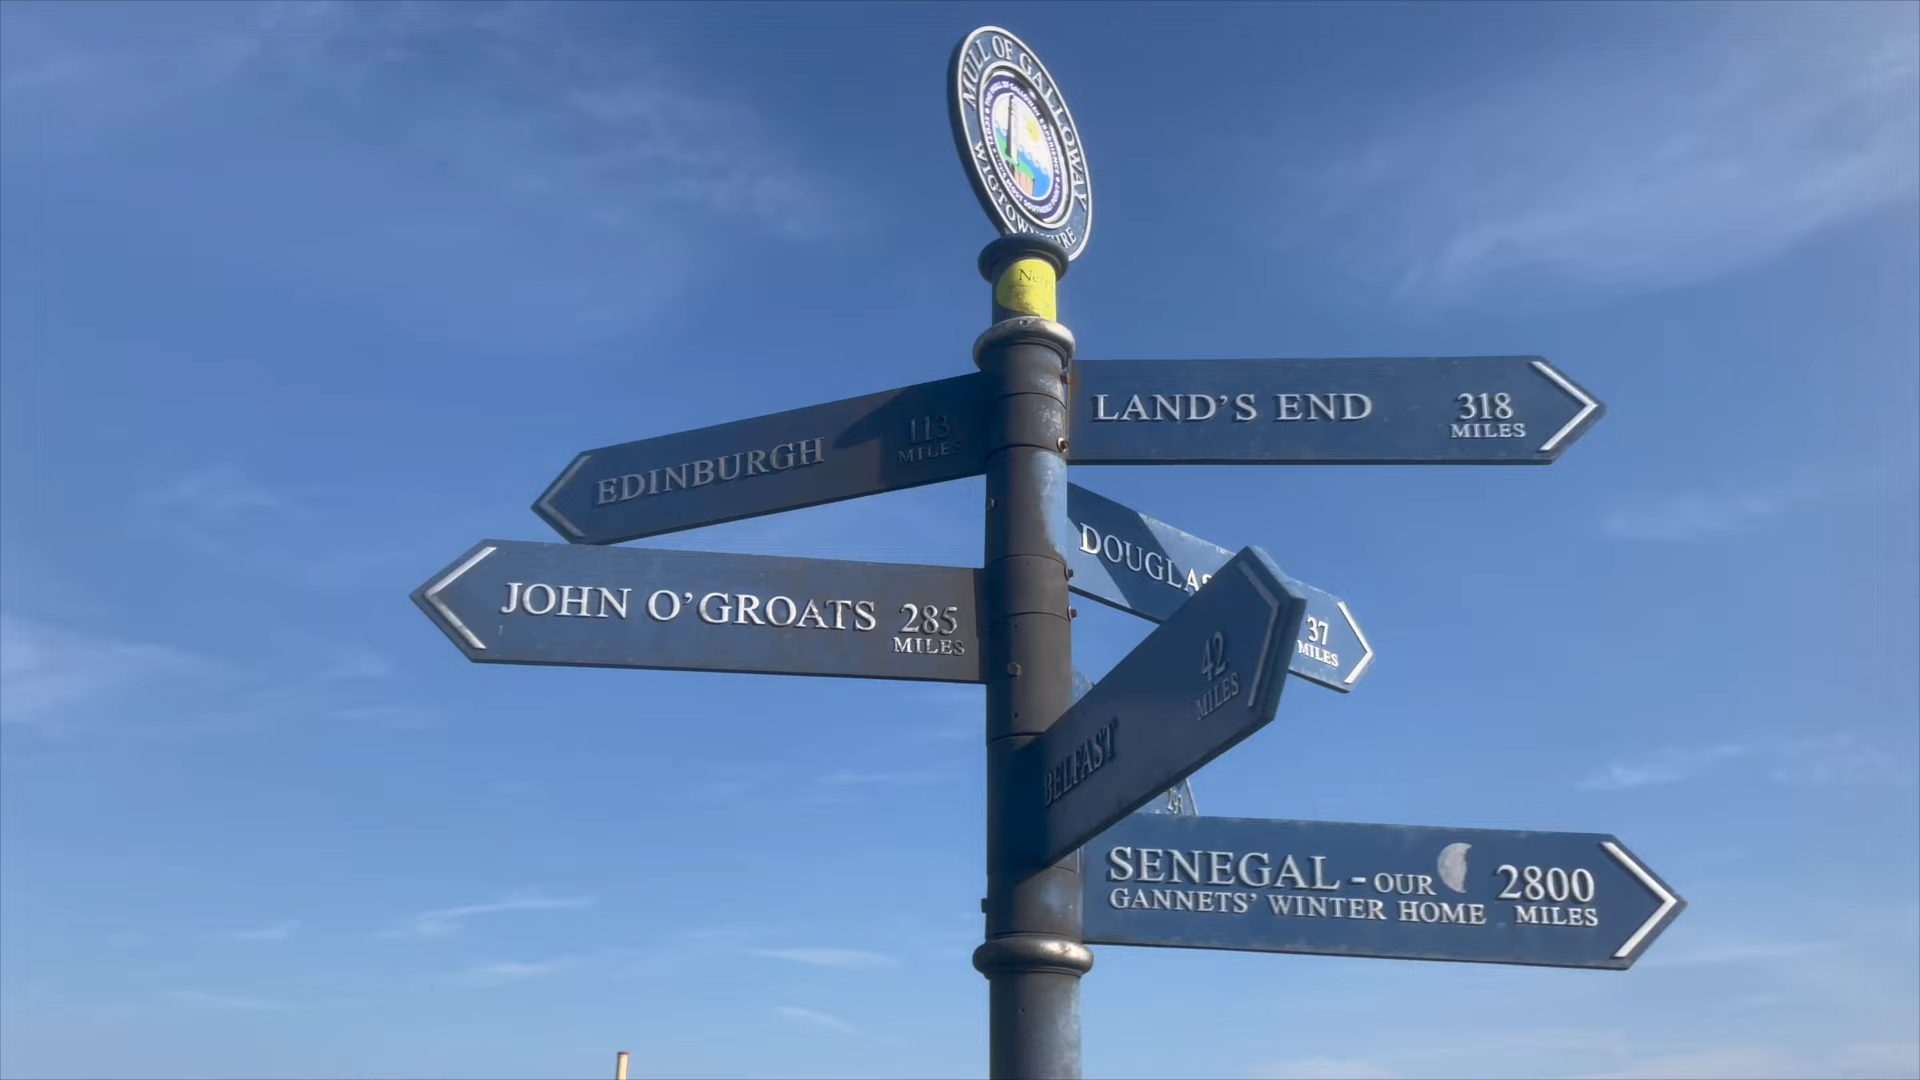 MULL OF GALLOWAY
WIGTOWNSHIRE
LAND'S END 318 MILES
EDINBURGH 113 MILES
DOUGLAS 37 MILES
JOHN O'GROATS 285 MILES
BELFAST 42 MILES
SENEGAL - OUR
GANNETS' WINTER HOME
2800 MILES